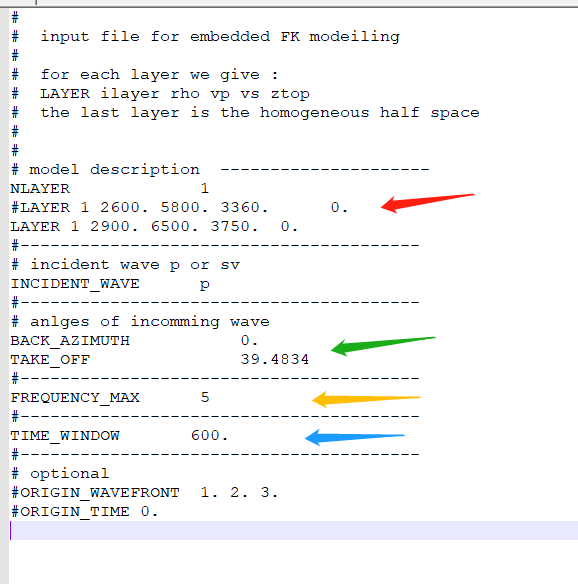 #
#  input file for embedded FK modeiling
#
#  for each layer we give :
#  LAYER ilayer rho vp vs ztop
#  the last layer is the homogeneous half space
#
#
# model description  ---------------------
NLAYER             1
#LAYER 1 2600. 5800. 3360.      0.
LAYER 1 2900. 6500. 3750.  0.
#----------------------------------------
# incident wave p or sv
INCIDENT_WAVE      p
#----------------------------------------
# anlges of incomming wave
BACK_AZIMUTH           0.
TAKE_OFF               39.4834
#----------------------------------------
FREQUENCY_MAX      5
#----------------------------------------
TIME_WINDOW       600.
#----------------------------------------
# optional
#ORIGIN_WAVEFRONT  1. 2. 3.
#ORIGIN_TIME 0.